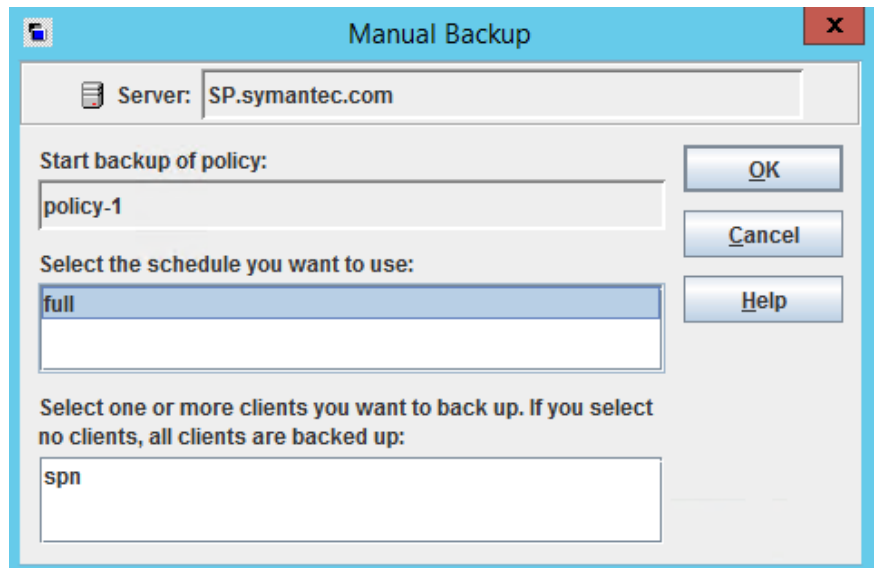 Manual Backup
x
Server: SP.symantec.com
Start backup of policy:
OK
policy-1
Cancel
Select the schedule you want to use:
full
Help
Select one or more clients you want to back up. If you select
no clients, all clients are backed up:
spn